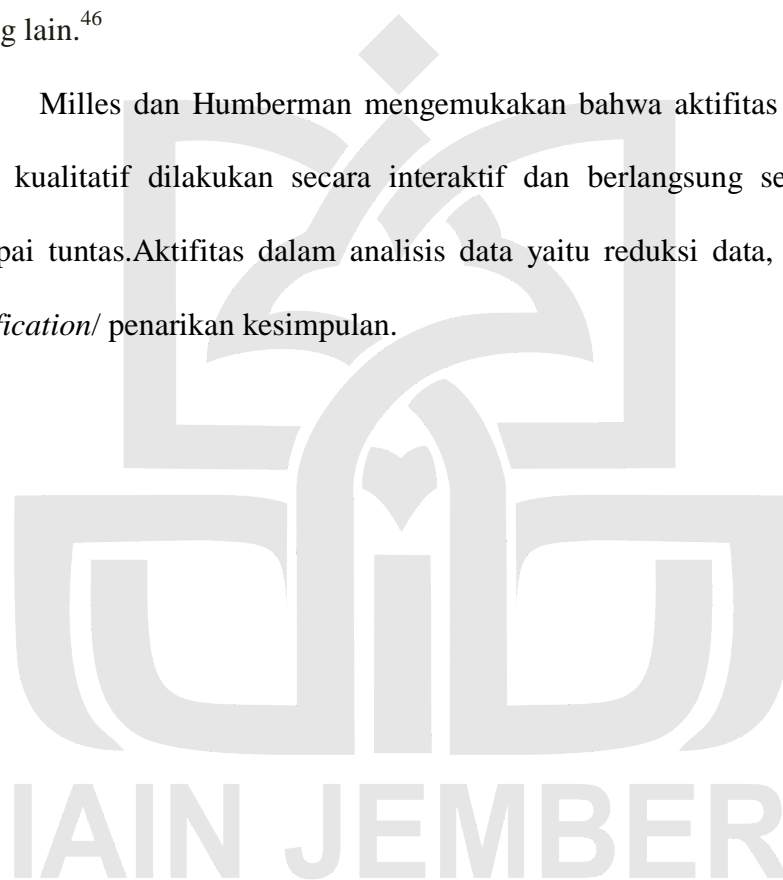 g lain.46
Milles dan Humberman mengemukakan bahwa aktifitas
kualitatif dilakukan secara interaktif dan berlangsung se
pai tuntas.Aktifitas dalam analisis data yaitu reduksi data,
fication/ penarikan kesimpulan.
IAIN JEMBER